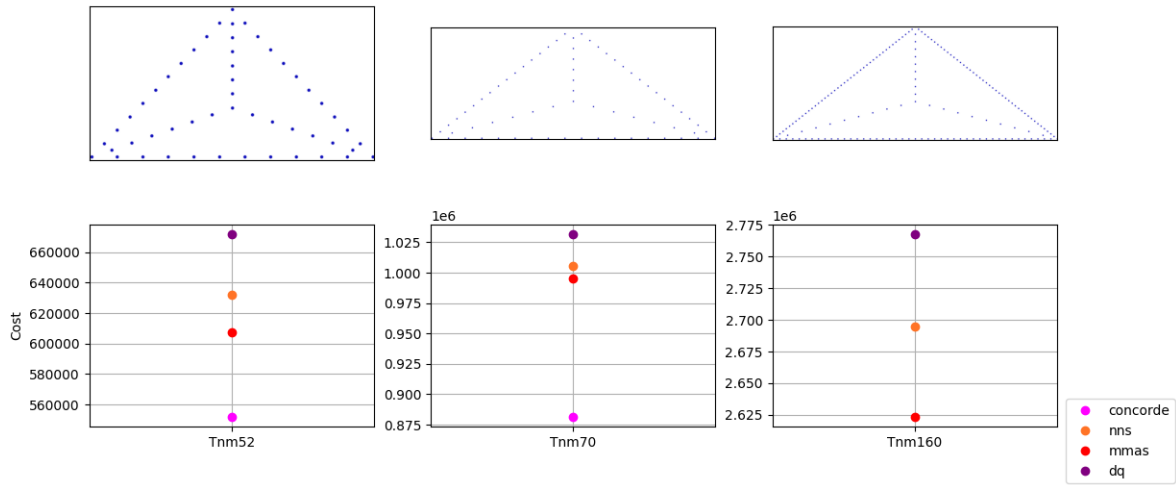 1e6
1e6
660000
640000
620000
600000
580000
560000
Cost
Tnm52
1.025
1.000
0.975
0.950
0.925
0.900
0.875
Tnm70
2.775
2.750
2.725
2.700
2.675
2.650
2.625
Tnm160
concorde
nns
mmas
dq